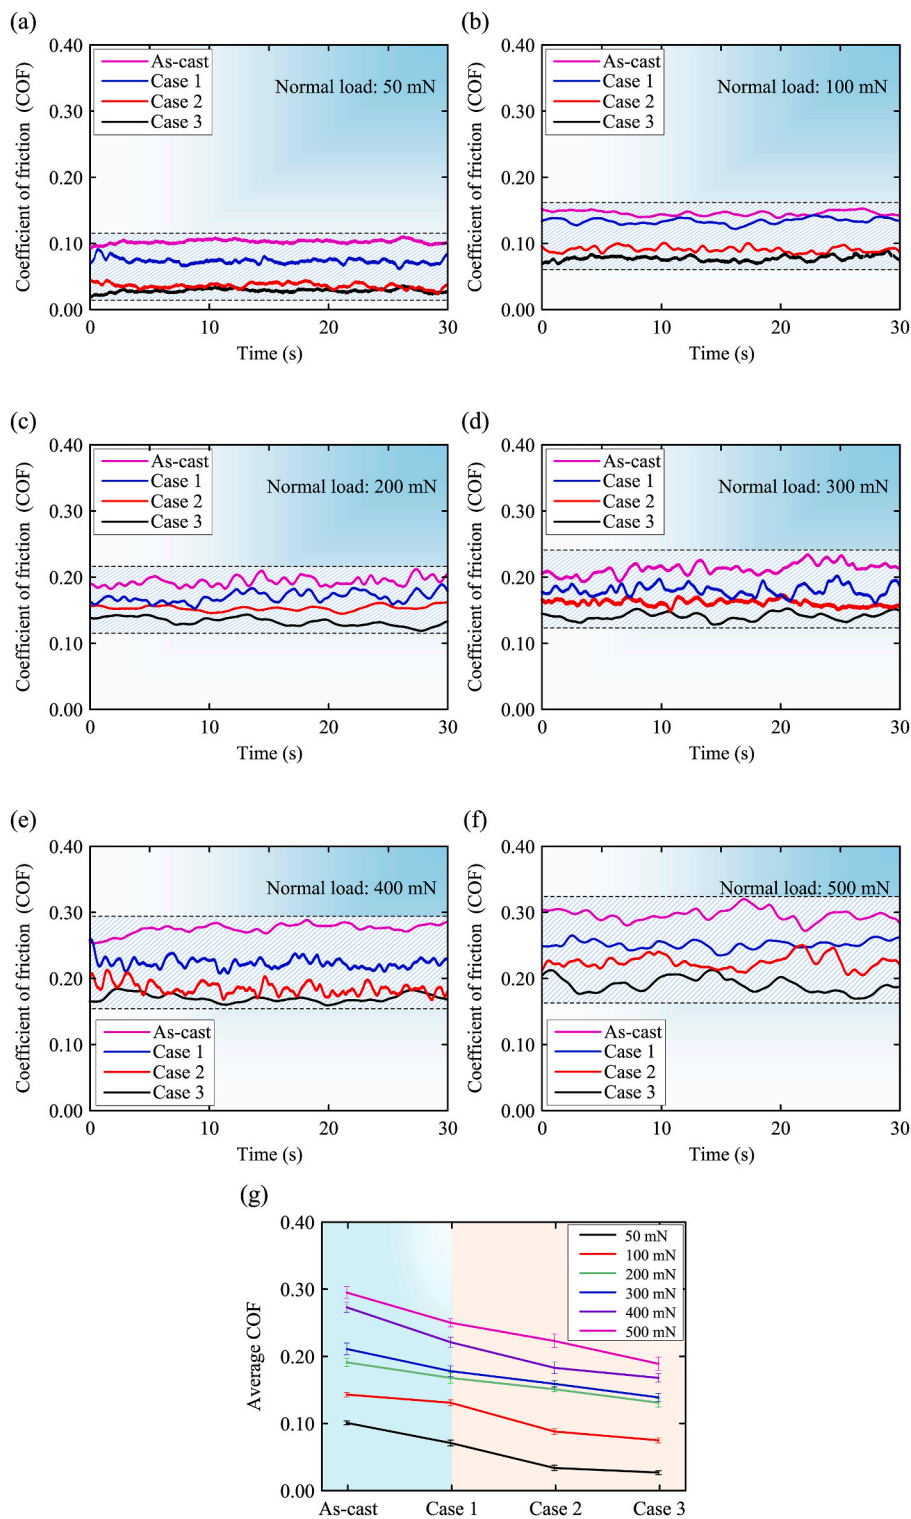 (a)
Coefficient of friction (COF)
0.40
0.30
0.20
0.10
0.00
As-cast
Case 1
Case 2
Case 3
Normal load: 50 mN
0
10
20
30
Time (s)
(b)
Coefficient of friction (COF)
0.40
0.30
0.20
0.10
0.00
As-cast
Case 1
Case 2
Case 3
Normal load: 100 mN
0
10
20
30
Time (s)
(c)
Coefficient of friction (COF)
0.40
0.30
0.20
0.10
0.00
As-cast
Case 1
Case 2
Case 3
Normal load: 200 mN
0
10
20
30
Time (s)
(d)
Coefficient of friction (COF)
0.40
0.30
0.20
0.10
0.00
As-cast
Case 1
Case 2
Case 3
Normal load: 300 mN
0
10
20
30
Time (s)
(e)
Coefficient of friction (COF)
0.40
0.30
0.20
0.10
0.00
Normal load: 400 mN
As-cast
Case 1
Case 2
Case 3
0
10
20
30
Time (s)
(f)
Coefficient of friction (COF)
0.40
0.30
0.20
0.10
0.00
Normal load: 500 mN
As-cast
Case 1
Case 2
Case 3
0
10
20
30
Time (s)
(g)
Average COF
0.40
0.30
0.20
0.10
0.00
50 mN
100 mN
200 mN
300 mN
400 mN
500 mN
As-cast
Case 1
Case 2
Case 3